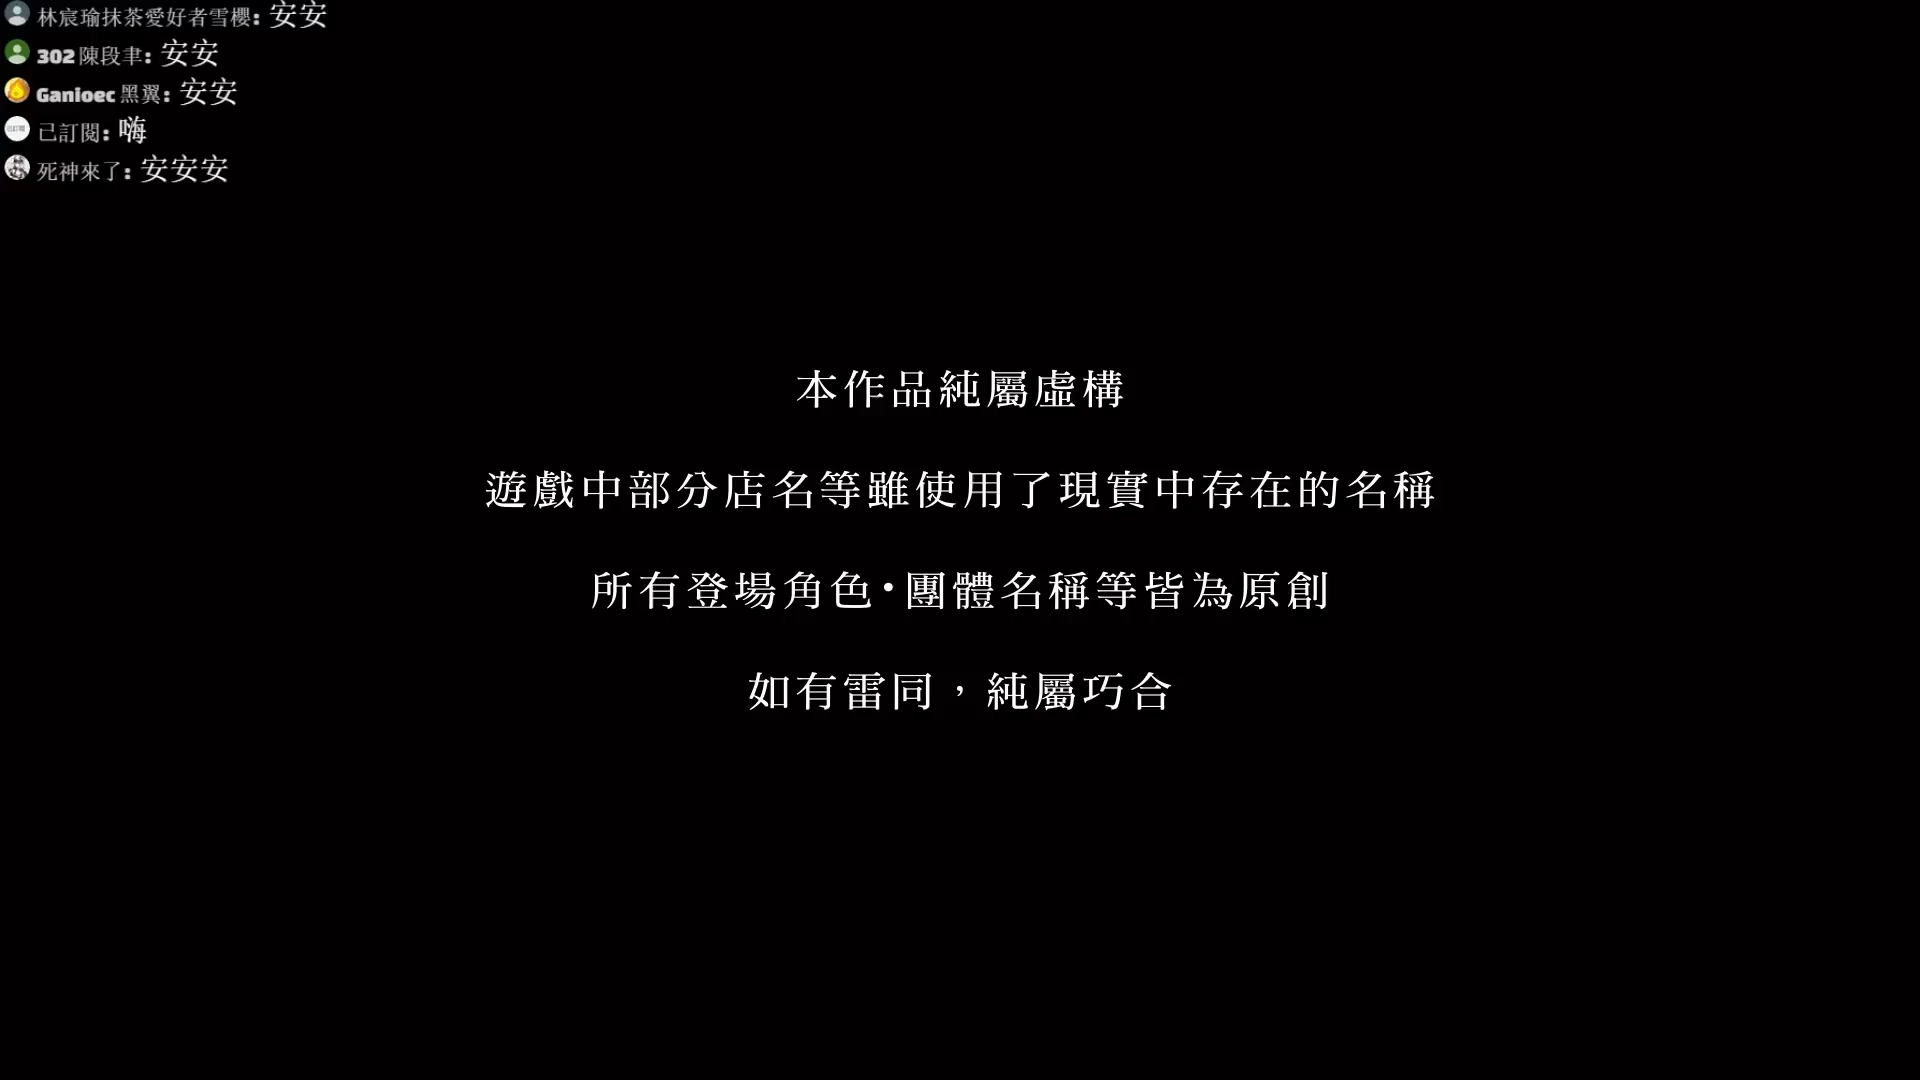 林宸瑜抹茶愛好者雪櫻: 安安
302 陳段聿: 安安
Ganioec 黑翼: 安安
已訂閱: 嗨
死神來了: 安安安
本作品純屬虛構
遊戲中部分店名等雖使用了現實中存在的名稱
所有登場角色・團體名稱等皆為原創
如有雷同，純屬巧合